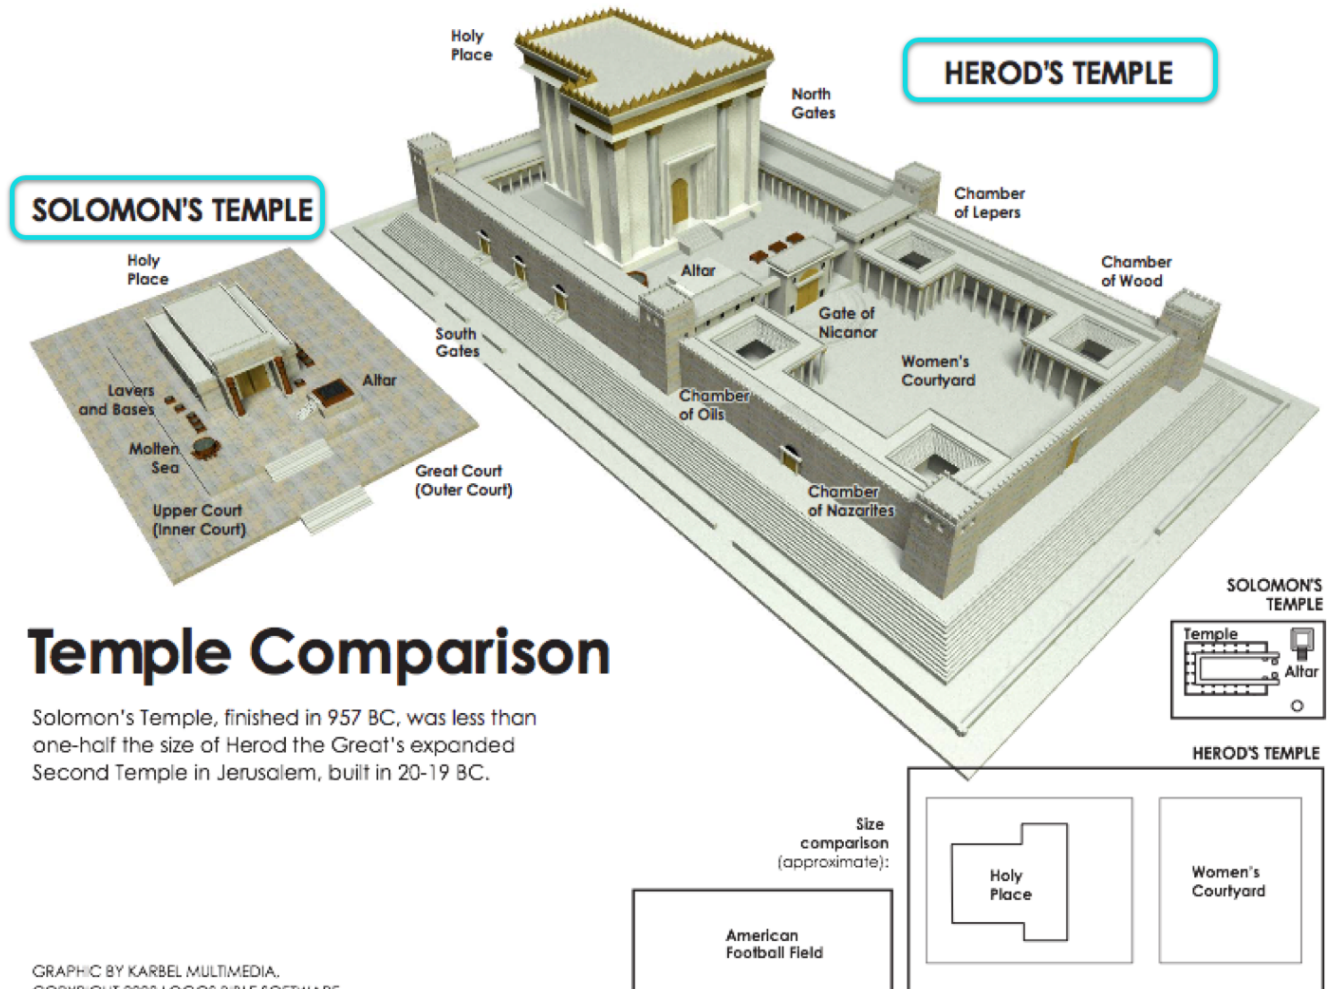 Holy
Place
HEROD'S TEMPLE
North
Gates
SOLOMON'S TEMPLE
Chamber
of Lepers
Holy
Place
Chamber
of Wood
Altar
South
Gates
Gate of
Nicanor
Women's
Courtyard
Lavers
and Bases
Altar
Chamber
of Oils
Molten
Sea
Great Court
(Outer Court)
Upper Court
(Inner Court)
Chamber
of Nazarites
Temple Comparison
Solomon's Temple, finished in 957 BC, was less than
one-half the size of Herod the Great's expanded
Second Temple in Jerusalem, built in 20-19 BC.
SOLOMON'S
TEMPLE
Temple
Altar
HEROD'S TEMPLE
Size
comparison
(approximate):
Holy
Place
Women's
Courtyard
American
Football Field
GRAPHIC BY KARBEL MULTIMEDIA,
COPYRIGHT LOGOS BIBLE SOFTWARE